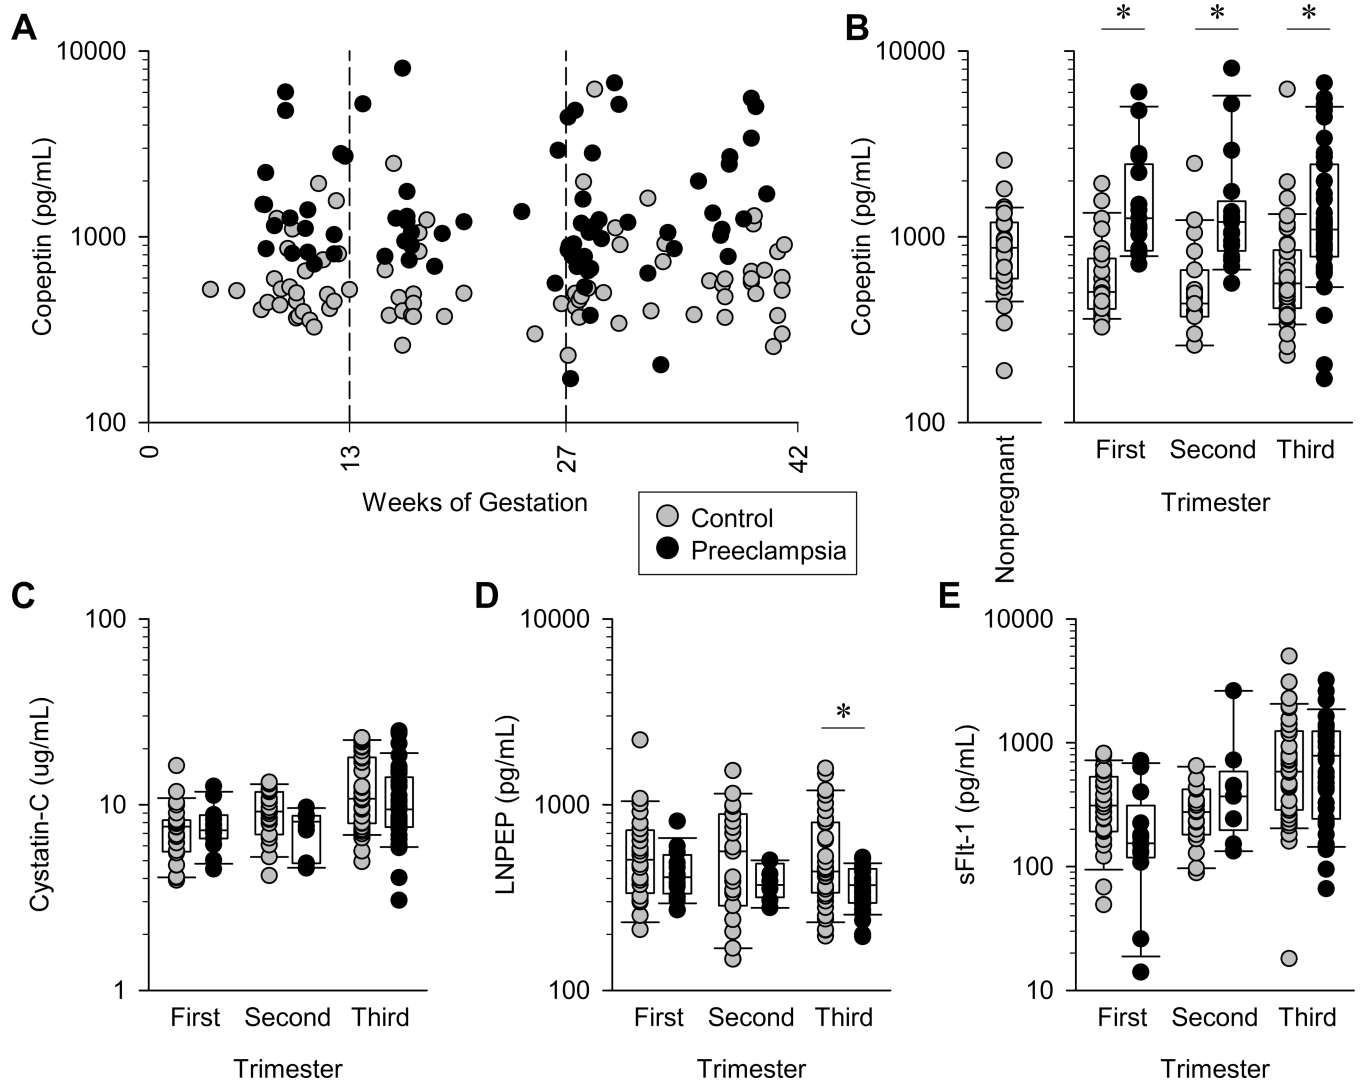 A
10000
1000
100
Copeptin (pg/mL)
0
13
27
42
Weeks of Gestation
B
* * *
10000
10000
1000
1000
100
100
Copeptin (pg/mL)
Nonpregnant
First Second Third
Trimester
Control
Preeclampsia
C
100
10
1
Cystatin-C (ug/mL)
First Second Third
Trimester
D
10000
1000
100
LNPEP (pg/mL)
*
First Second Third
Trimester
E
10000
1000
100
10
sFlt-1 (pg/mL)
First Second Third
Trimester